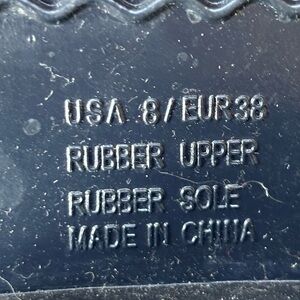 USA 8/EUR38
RUBBER UPPER
RUBBER SOLE
MADE IN CHINA